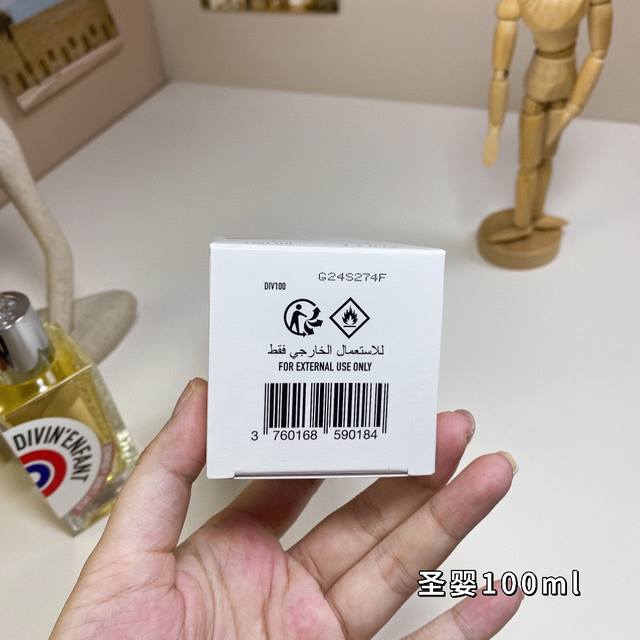 G24S274F
DIV100
للاستعمال الخارجي فقط
FOR EXTERNAL USE ONLY
3 760168 590184
DIVIN'ENFANT
圣婴100ml